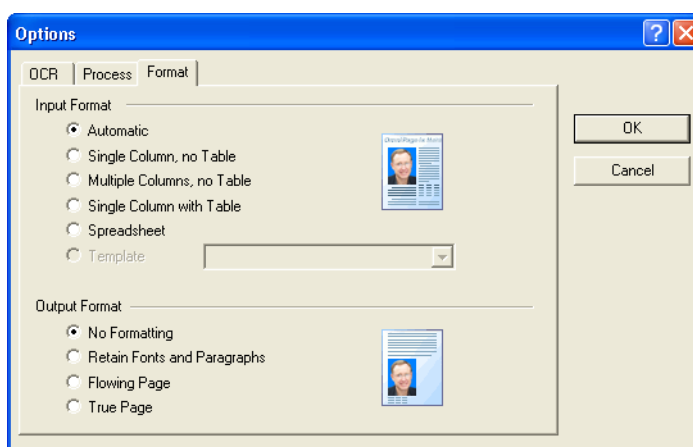 Options
OCR Process Format
Input Format
Automatic
OK
Single Column, no Table
Multiple Columns, no Table
Cancel
Single Column with Table
Spreadsheet
Template
Output Format
No Formatting
Retain Fonts and Paragraphs
Flowing Page
True Page